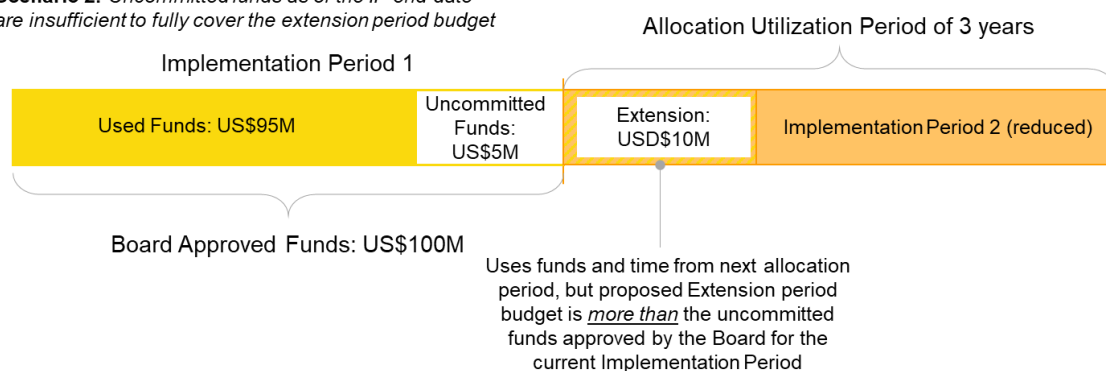 are insufficient to fully cover the extension period budget
Allocation Utilization Period of 3 years
Implementation Period 1
Used Funds: US$95M
Uncommitted
Funds:
US$5M
Extension:
USD$10M
Implementation Period 2 (reduced)
Board Approved Funds: US$100M
Uses funds and time from next allocation
period, but proposed Extension period
budget is more than the uncommitted
funds approved by the Board for the
current Implementation Period